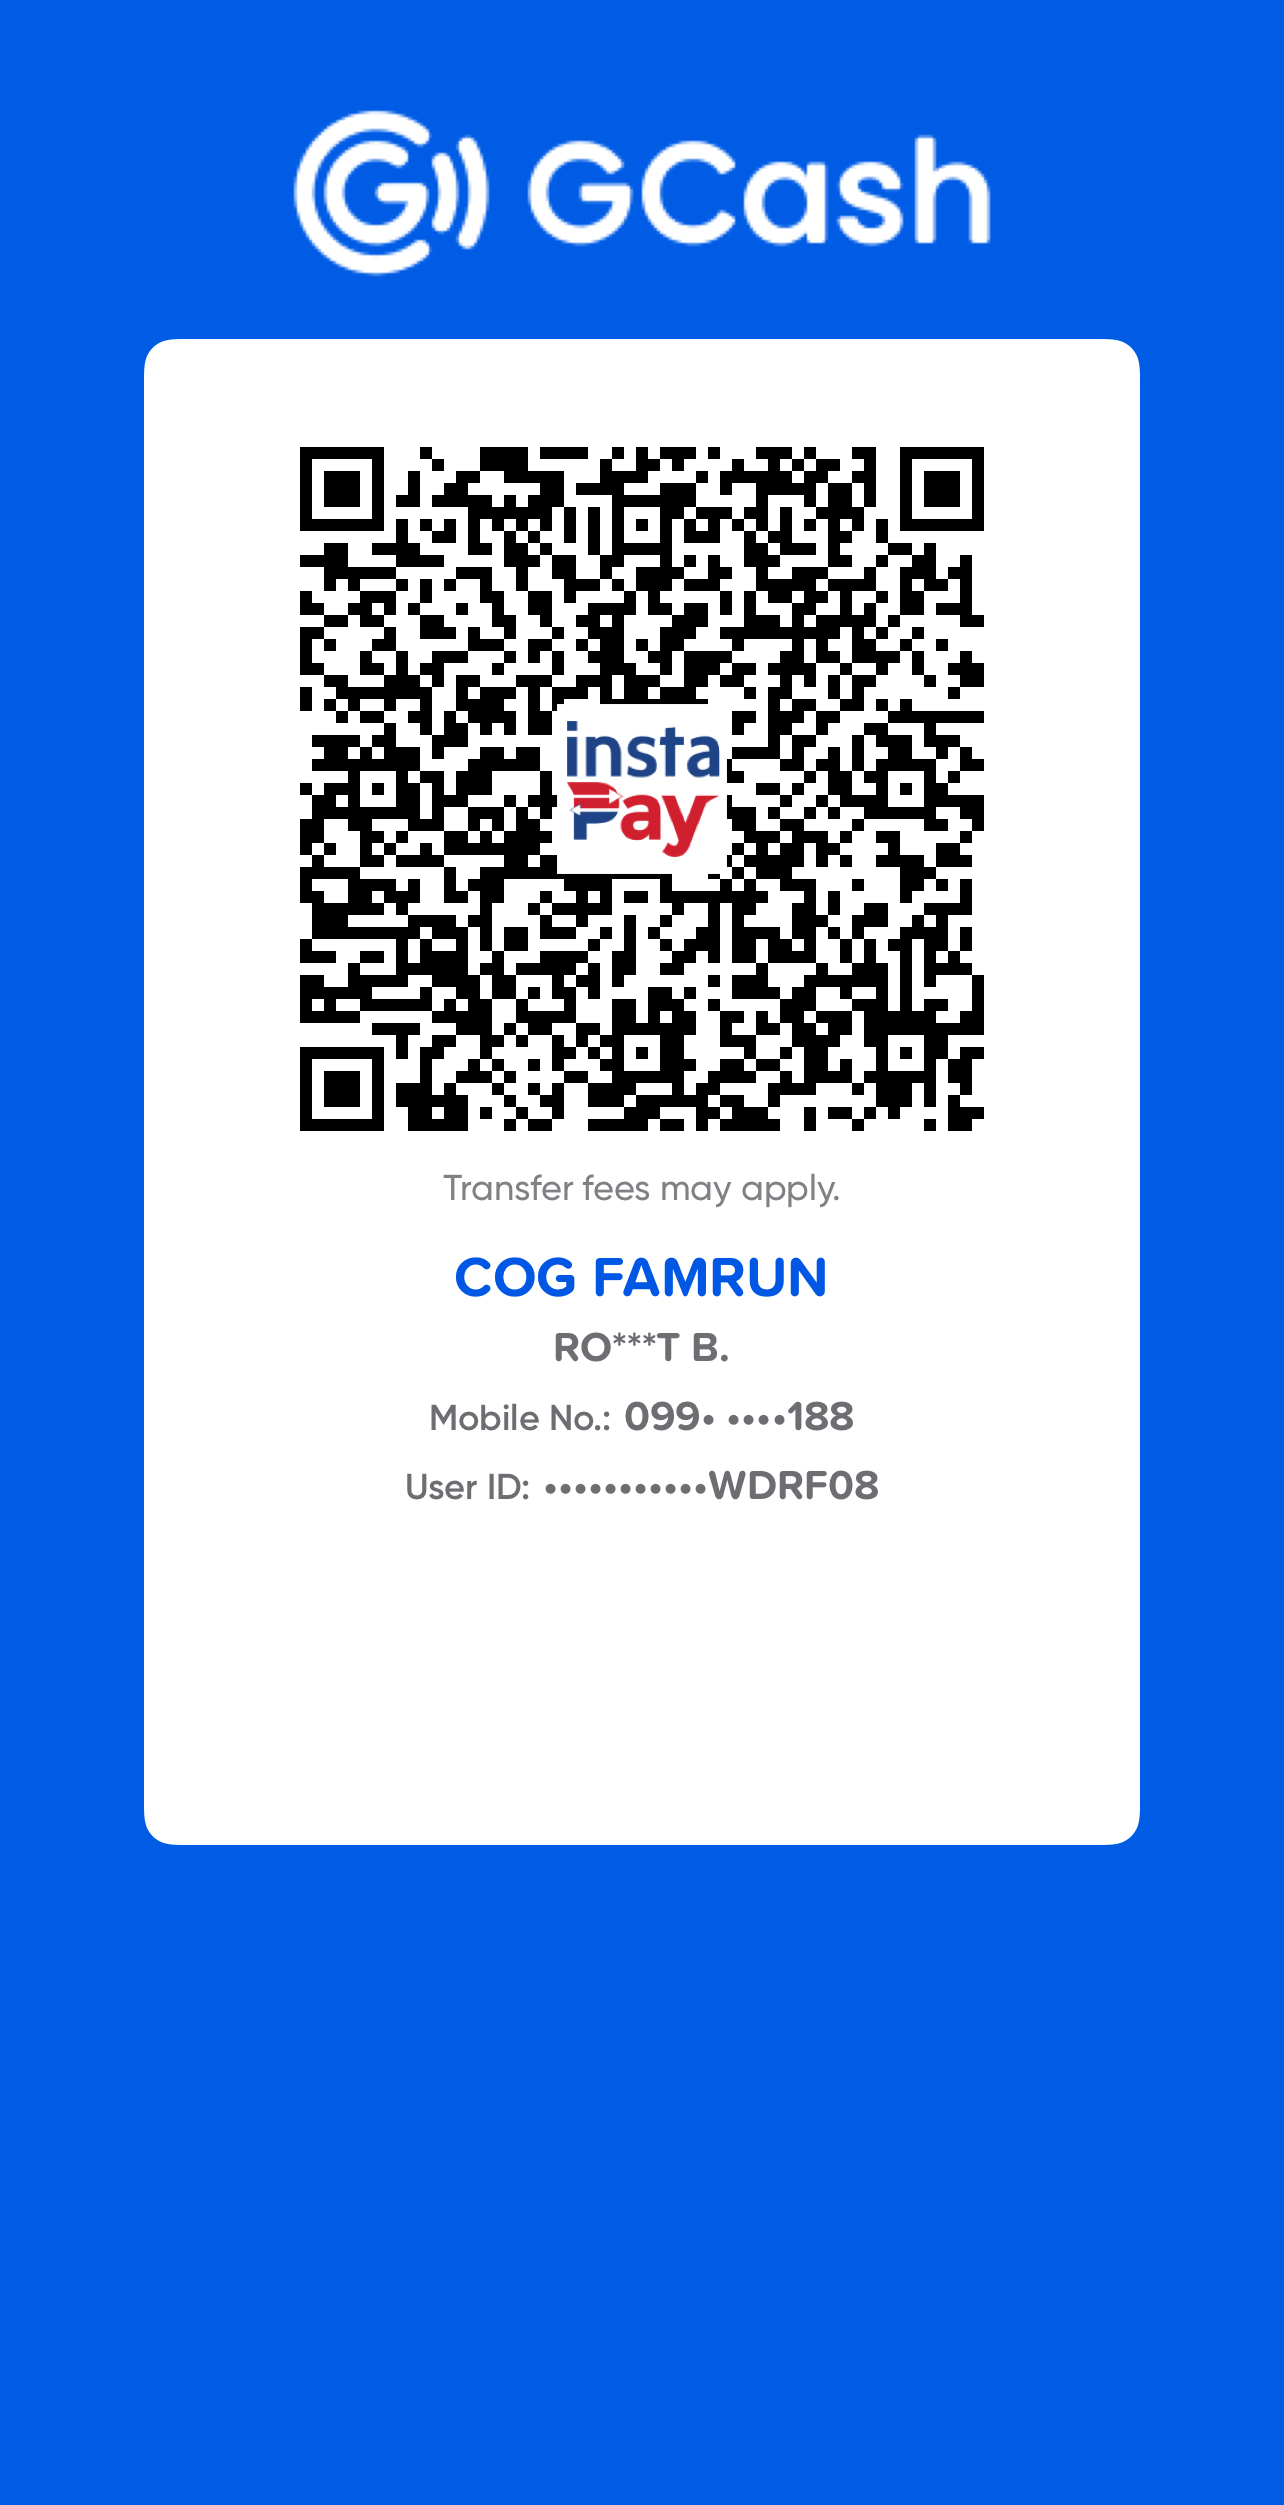 GCash
insta
Pay
Transfer fees may apply.
COG FAMRUN
RO***T B.
Mobile No.: 099• ••••188
User ID: •••••••••••WDRF08